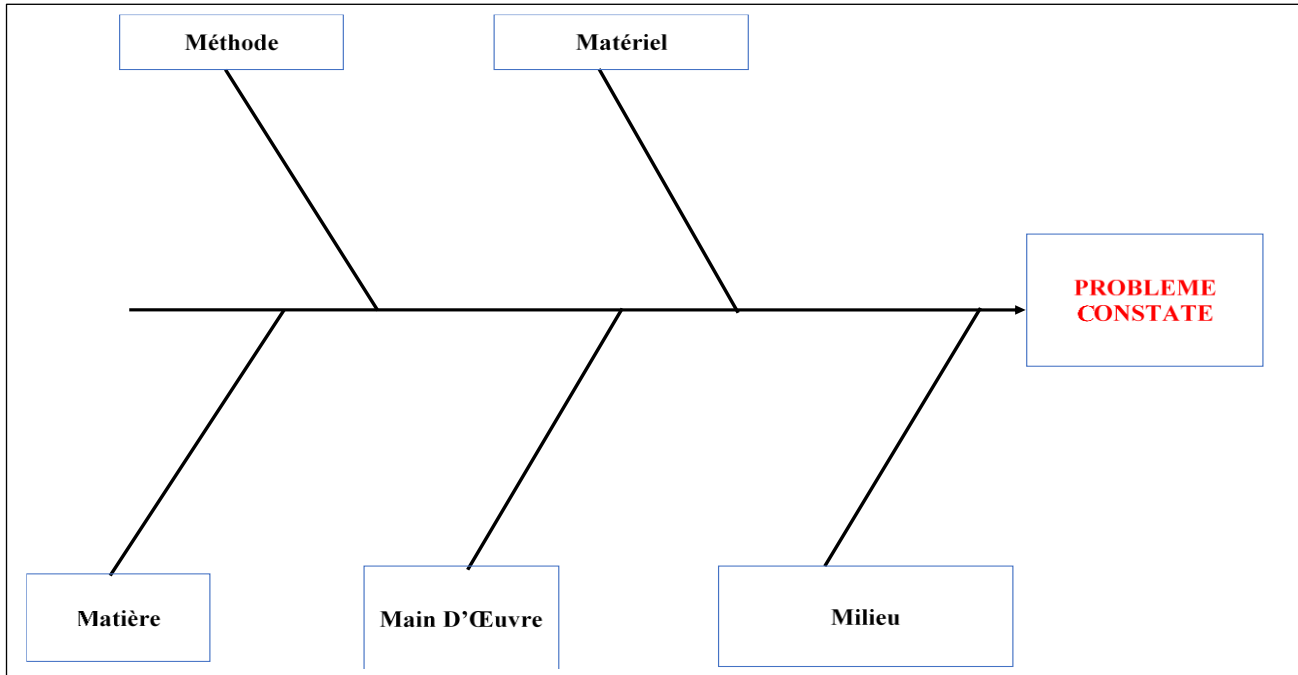 Méthode
Matériel
PROBLEME
CONSTATE
Matière
Main D’Œuvre
Milieu